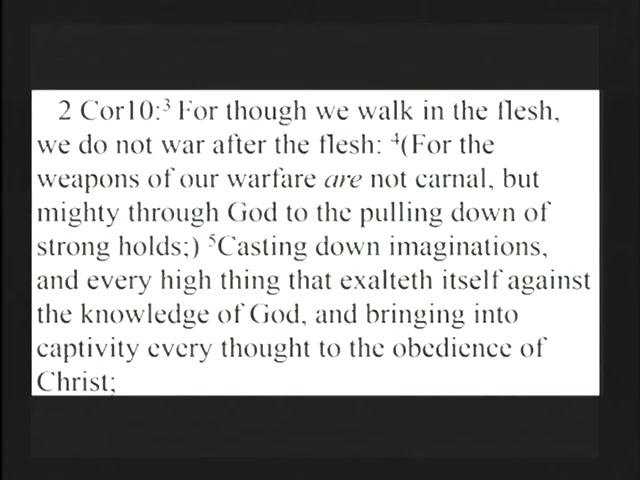 2 Cor10:³ For though we walk in the flesh,
we do not war after the flesh: ⁴(For the
weapons of our warfare are not carnal, but
mighty through God to the pulling down of
strong holds;) ⁵Casting down imaginations,
and every high thing that exalteth itself against
the knowledge of God, and bringing into
captivity every thought to the obedience of
Christ;